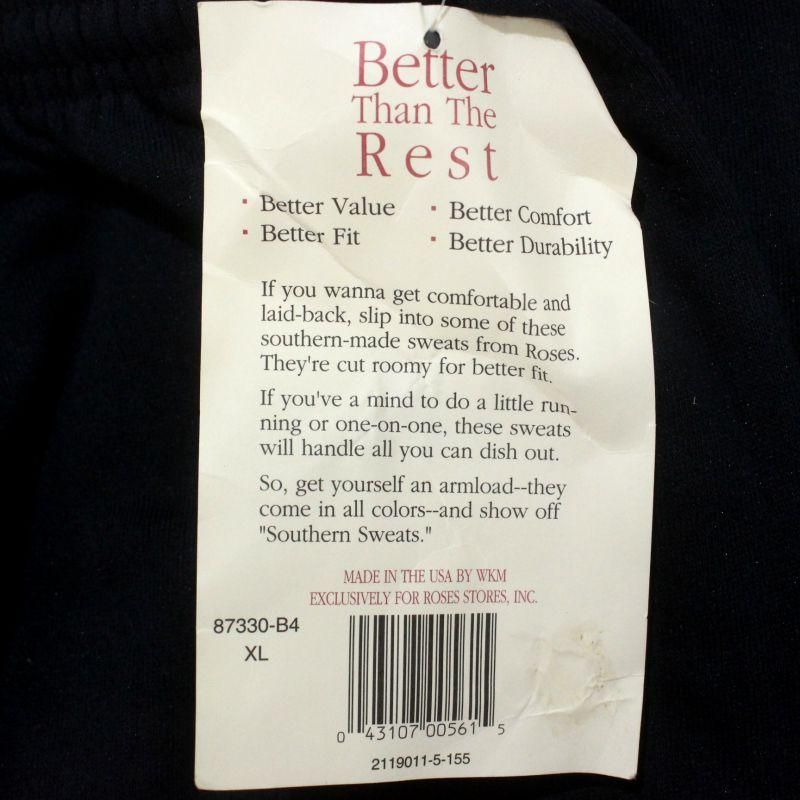 Better
Than The
Rest
· Better Value · Better Comfort
· Better Fit · Better Durability
If you wanna get comfortable and
laid-back, slip into some of these
southern-made sweats from Roses.
They're cut roomy for better fit.
If you've a mind to do a little run-
ning or one-on-one, these sweats
will handle all you can dish out.
So, get yourself an armload--they
come in all colors--and show off
"Southern Sweats."
MADE IN THE USA BY WKM
EXCLUSIVELY FOR ROSES STORES, INC.
87330-B4
XL
0 43107 00561 5
2119011-5-155